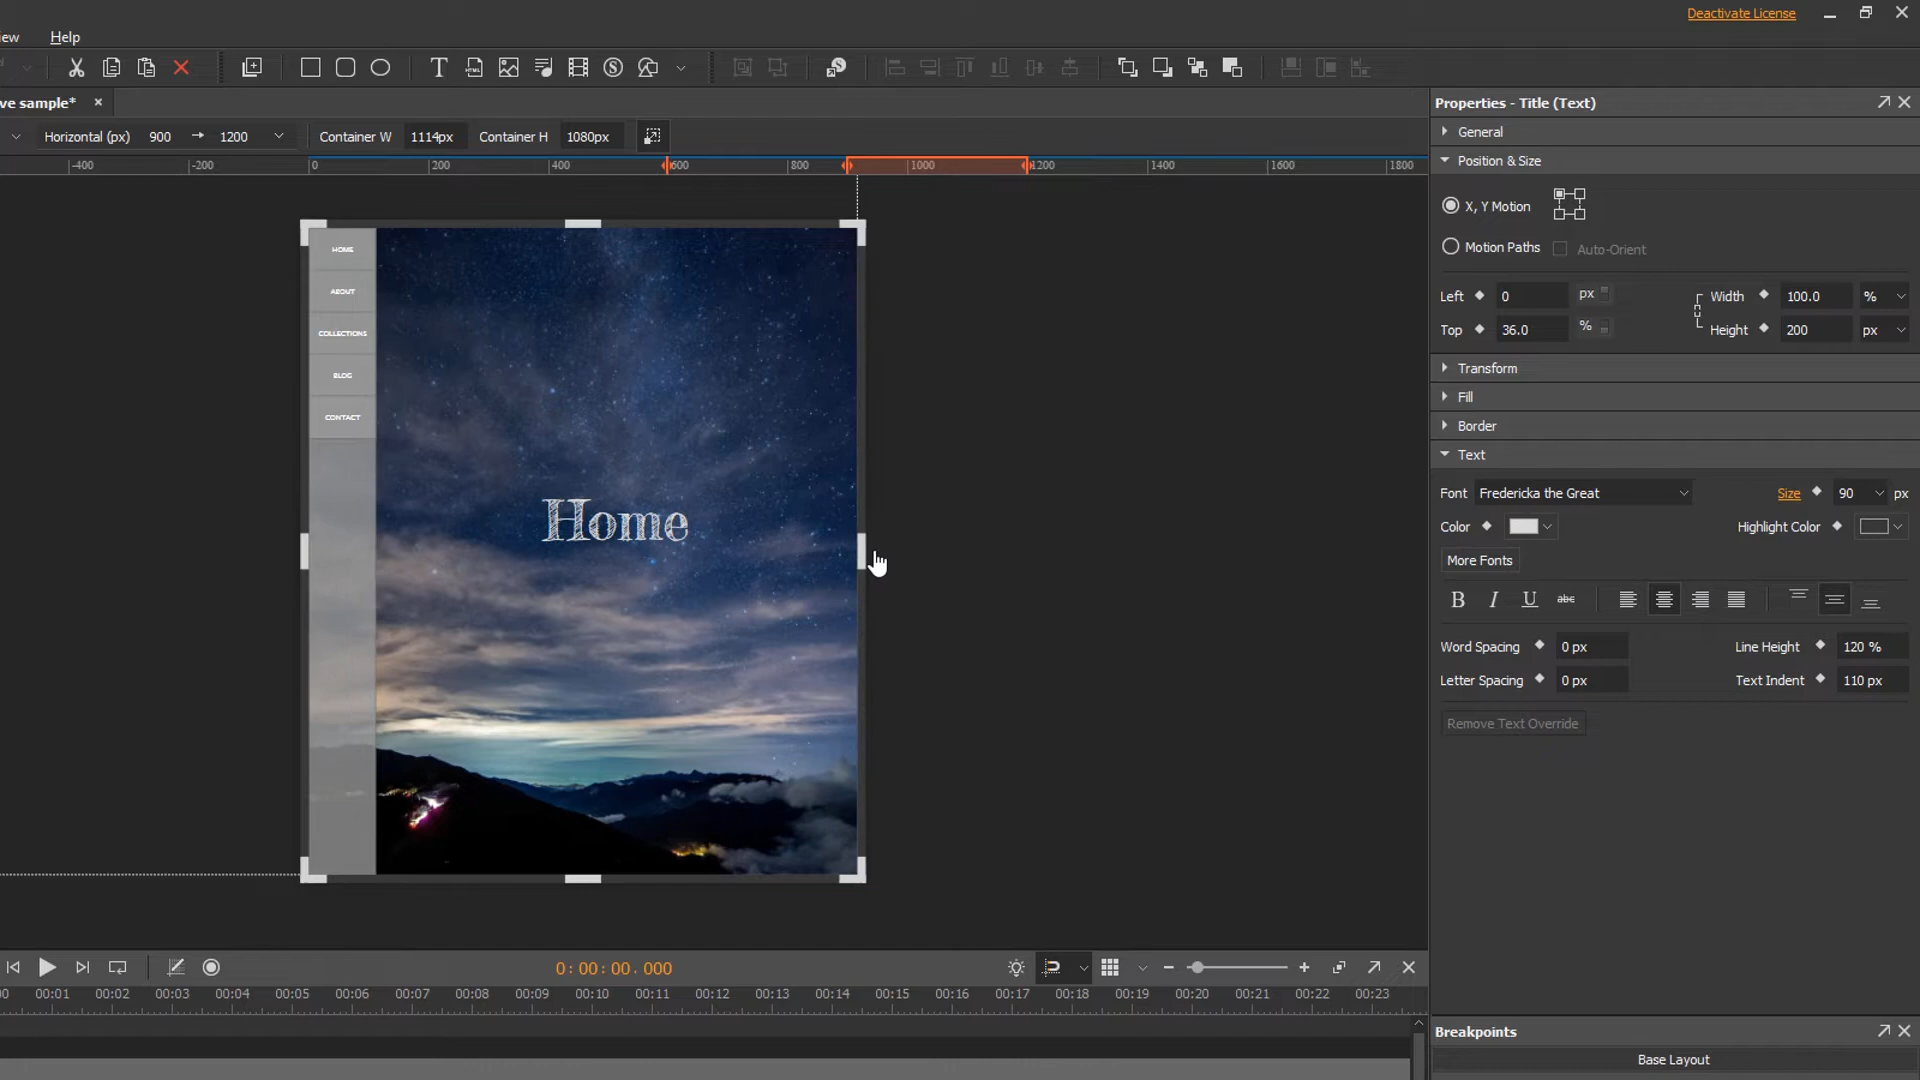 Deactivate License
ew Help
ve sample*
Horizontal (px) 900 1200 Container W 1114px Container H 1080px
-400 -200 0 200 400 600 800 1000 1200 1400 1600 1800
HOME
ABOUT
COLLECTIONS
BLOG
CONTACT
Home
Properties - Title (Text)
General
Position & Size
X, Y Motion
Motion Paths Auto-Orient
Left 0 px Width 100.0 %
Top 36.0 % Height 200 px
Transform
Fill
Border
Text
Font Fredericka the Great Size 90 px
Color Highlight Color
More Fonts
B I U abc
Word Spacing 0 px Line Height 120 %
Letter Spacing 0 px Text Indent 110 px
Remove Text Override
0:00:00.000
00 00:01 00:02 00:03 00:04 00:05 00:06 00:07 00:08 00:09 00:10 00:11 00:12 00:13 00:14 00:15 00:16 00:17 00:18 00:19 00:20 00:21 00:22 00:23
Breakpoints
Base Layout